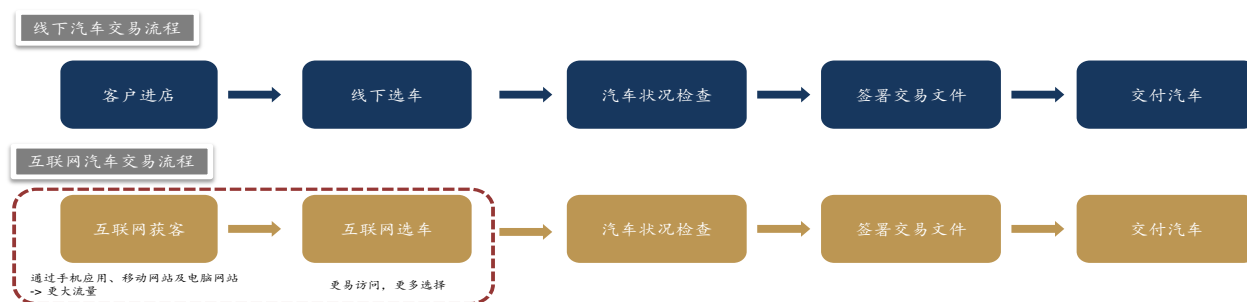 线下汽车交易流程
客户进店
线下选车
汽车状况检查
签署交易文件
交付汽车
互联网汽车交易流程
互联网获客
互联网选车
汽车状况检查
签署交易文件
交付汽车
通过手机应用、移动网站及电脑网站
-> 更大流量
更易访问，更多选择